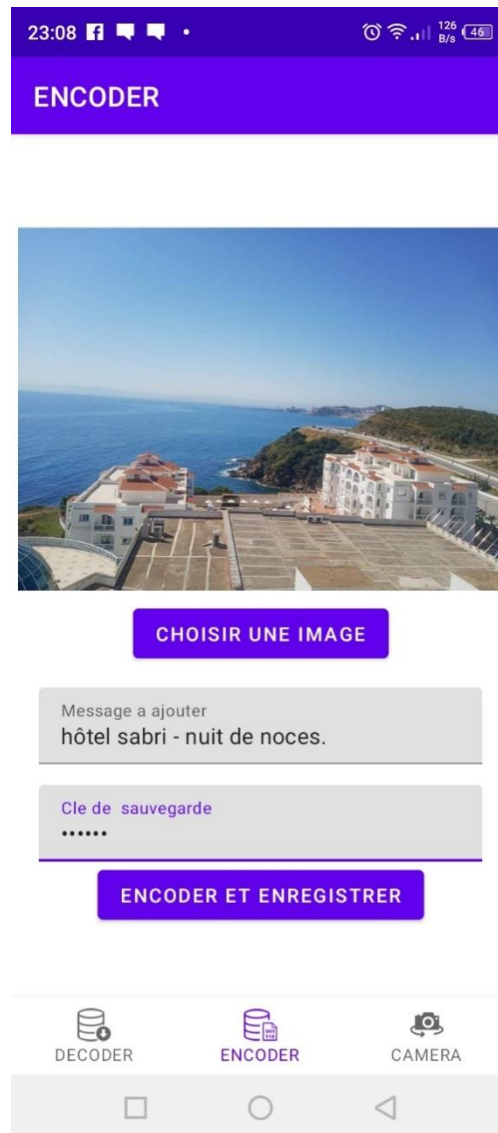 23:08 126 B/s 46
ENCODER
CHOISIR UNE IMAGE
Message a ajouter
hôtel sabri - nuit de noces.
Cle de sauvegarde
••••••
ENCODER ET ENREGISTRER
DECODER ENCODER CAMERA